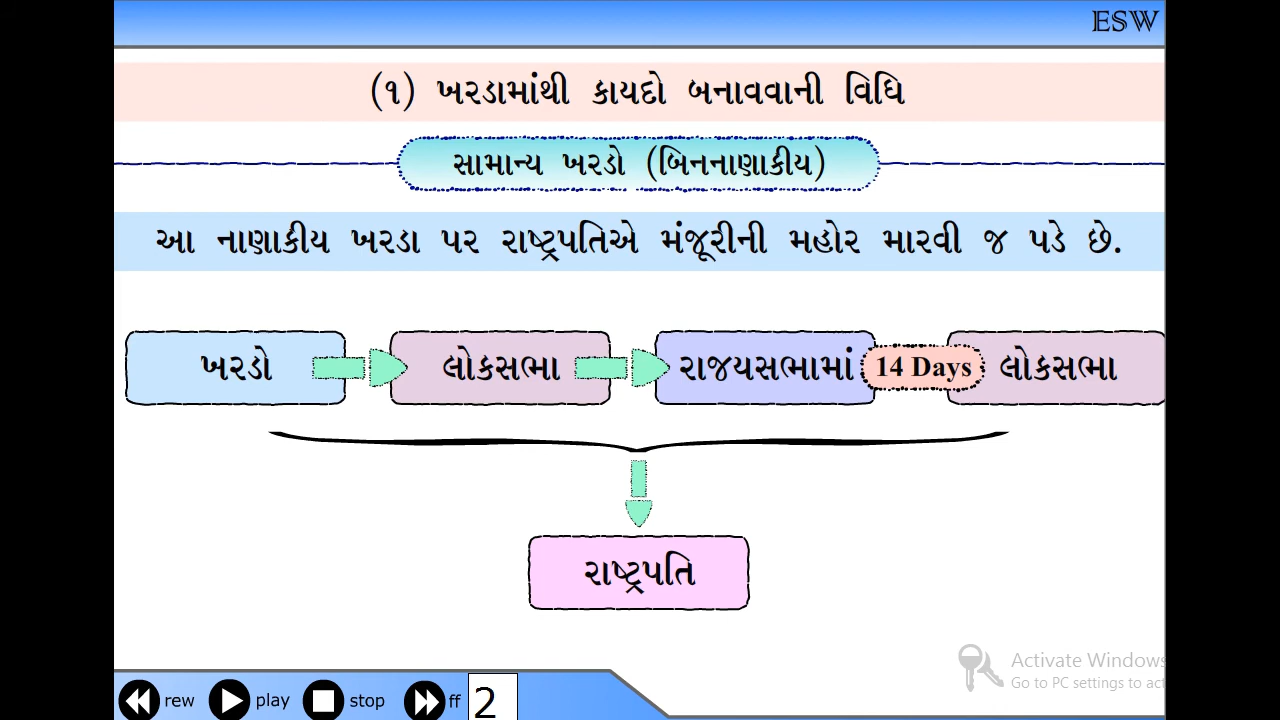 ESW
(૧) ખરડામાંથી કાયદો બનાવવાની વિધિ
સામાન્ય ખરડો (બિનનાણાકીય)
આ નાણાકીય ખરડા પર રાષ્ટ્રપતિએ મંજૂરીની મહોર મારવી જ પડે છે.
ખરડો લોકસભા રાજયસભામાં 14 Days લોકસભા
રાષ્ટ્રપતિ
Activate Windows
Go to PC settings to act
rew play stop ff 2